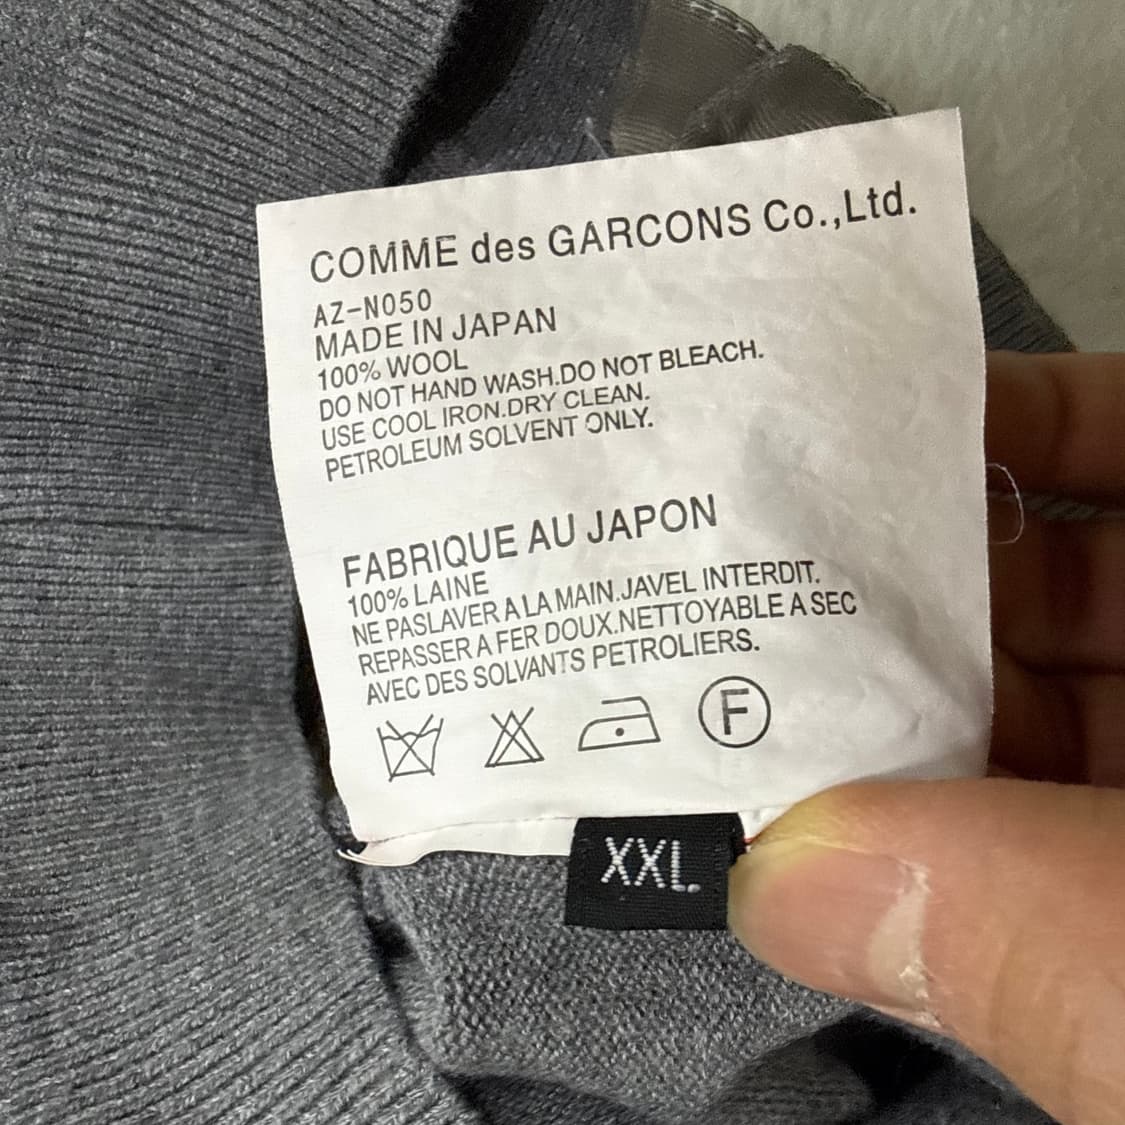 COMME des GARCONS Co.,Ltd.
AZ-N050
MADE IN JAPAN
100% WOOL
DO NOT HAND WASH.DO NOT BLEACH.
USE COOL IRON.DRY CLEAN.
PETROLEUM SOLVENT ONLY.
FABRIQUE AU JAPON
100% LAINE
NE PASLAVER A LA MAIN.JAVEL INTERDIT.
REPASSER A FER DOUX.NETTOYABLE A SEC
AVEC DES SOLVANTS PETROLIERS.
F
XXL